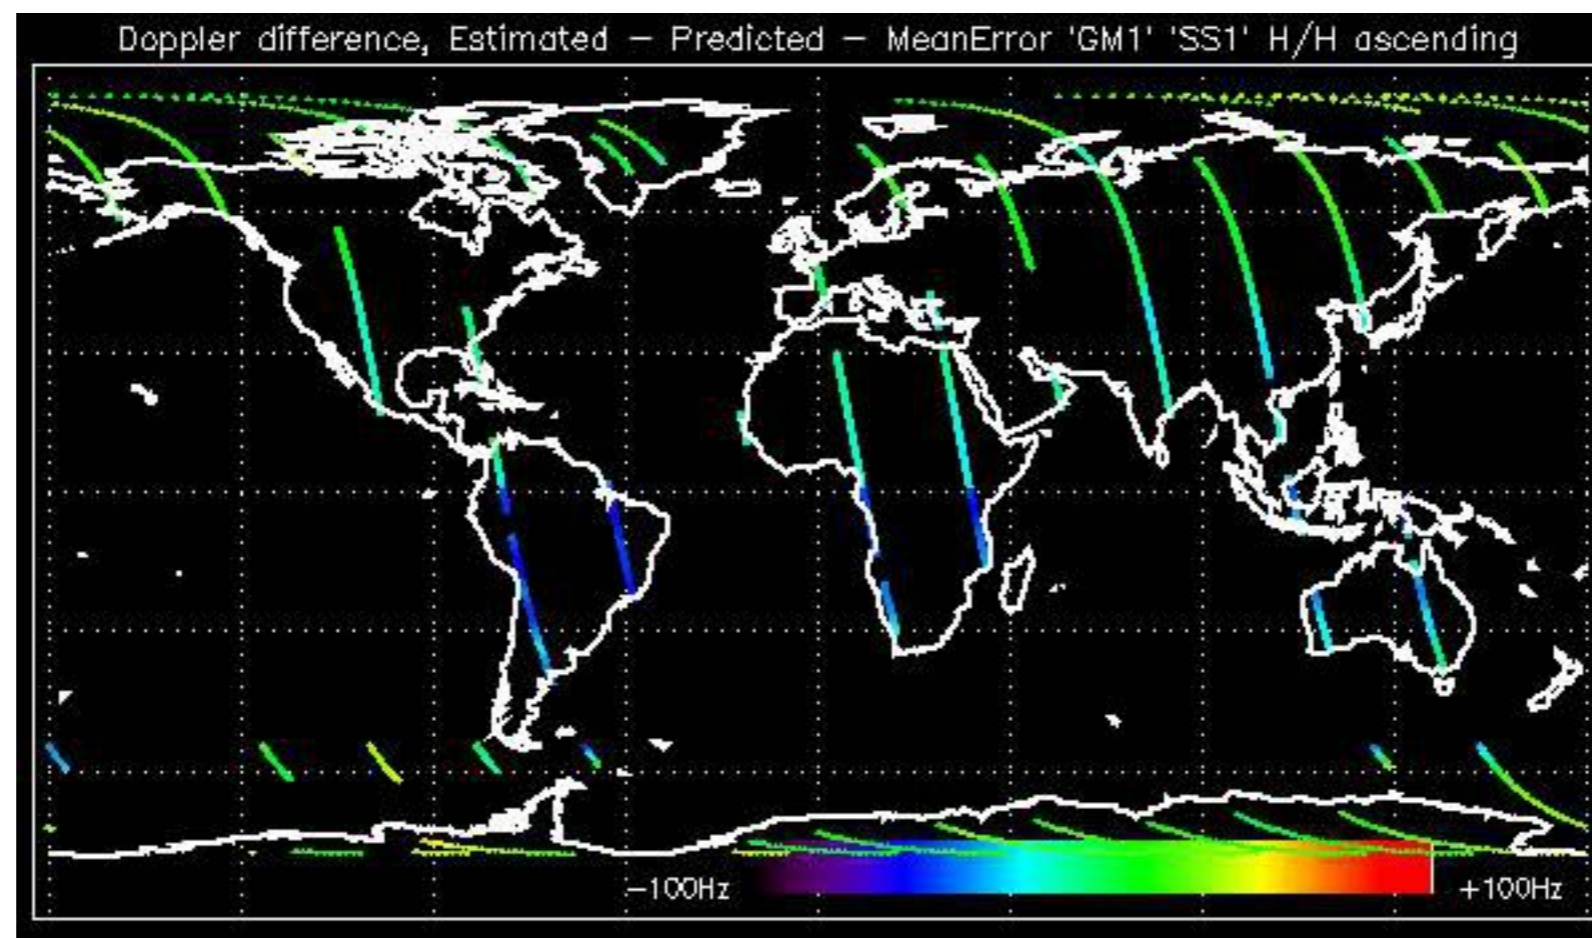 Doppler difference, Estimated − Predicted − MeanError 'GM1' 'SS1' H/H ascending
−100Hz +100Hz